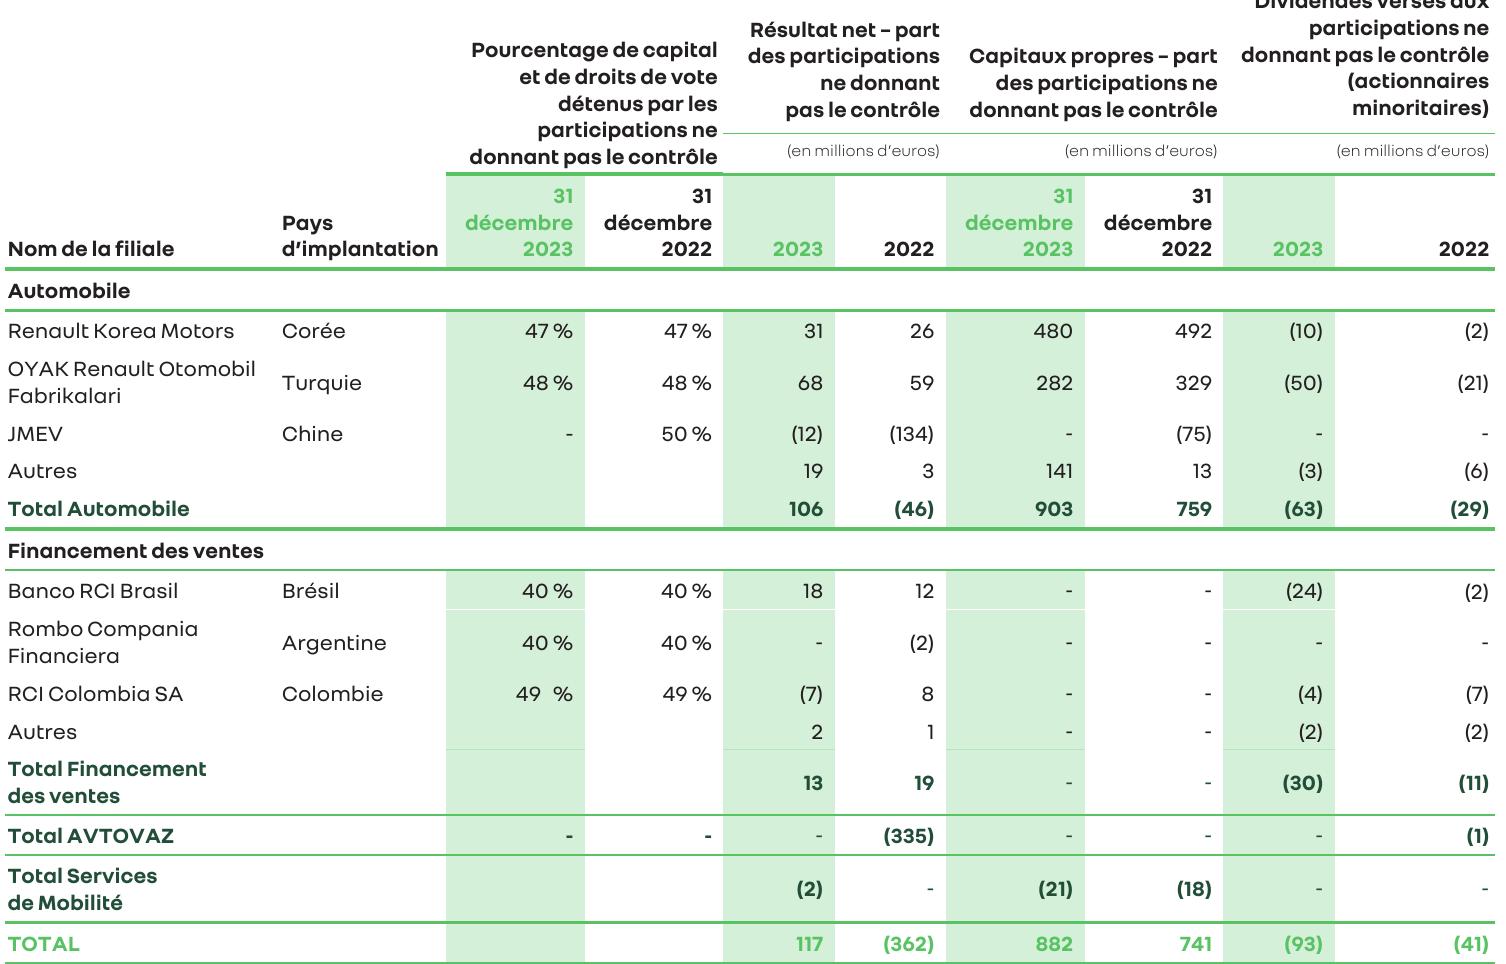 Dividendes versés aux
participations ne
donnant pas le contrôle
(actionnaires
minoritaires)
Résultat net – part
des participations
ne donnant
pas le contrôle
Capitaux propres – part
des participations ne
donnant pas le contrôle
Pourcentage de capital
et de droits de vote
détenus par les
participations ne
donnant pas le contrôle
(en millions d’euros) (en millions d’euros) (en millions d’euros)
Nom de la filiale
Pays
d’implantation
31
décembre
2023
31
décembre
2022
2023 2022
31
décembre
2023
31
décembre
2022
2023 2022
Automobile
Renault Korea Motors Corée 47 % 47 % 31 26 480 492 (10) (2)
OYAK Renault Otomobil
Fabrikalari
Turquie 48 % 48 % 68 59 282 329 (50) (21)
JMEV Chine - 50 % (12) (134) - (75) - -
Autres 19 3 141 13 (3) (6)
Total Automobile 106 (46) 903 759 (63) (29)
Financement des ventes
Banco RCI Brasil Brésil 40 % 40 % 18 12 - - (24) (2)
Rombo Compania
Financiera
Argentine 40 % 40 % - (2) - - - -
RCI Colombia SA Colombie 49 % 49 % (7) 8 - - (4) (7)
Autres 2 1 - - (2) (2)
Total Financement
des ventes
13 19 - - (30) (11)
Total AVTOVAZ - - - (335) - - - (1)
Total Services
de Mobilité
(2) - (21) (18) - -
TOTAL 117 (362) 882 741 (93) (41)